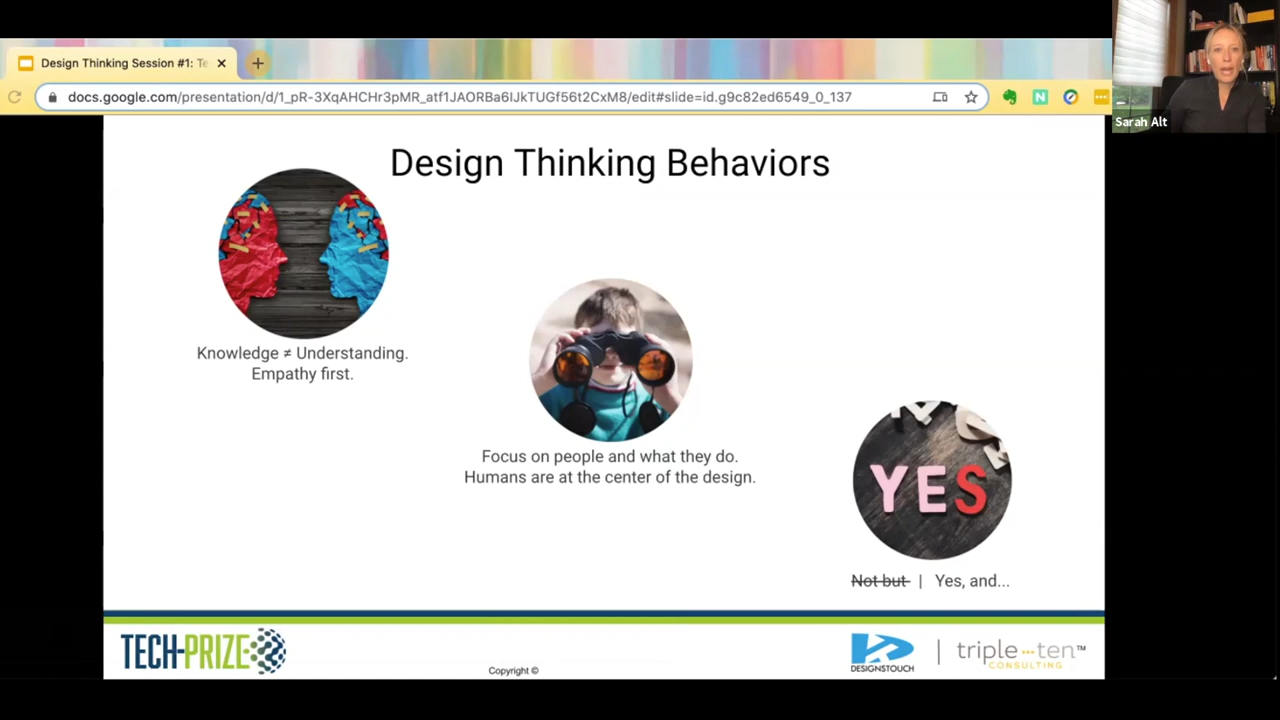 Design Thinking Session #1: Te
docs.google.com/presentation/d/1_pR-3XqAHCHr3pMR_atf1JAORBa6lJkTUGf56t2CxM8/edit#slide=id.g9c82ed6549_0_137
N
Sarah Alt
Design Thinking Behaviors
Knowledge ≠ Understanding.
Empathy first.
Focus on people and what they do.
Humans are at the center of the design.
YES
Not but | Yes, and...
TECH-PRIZE
Copyright ©
DESIGNSTOUCH
triple ten™
CONSULTING